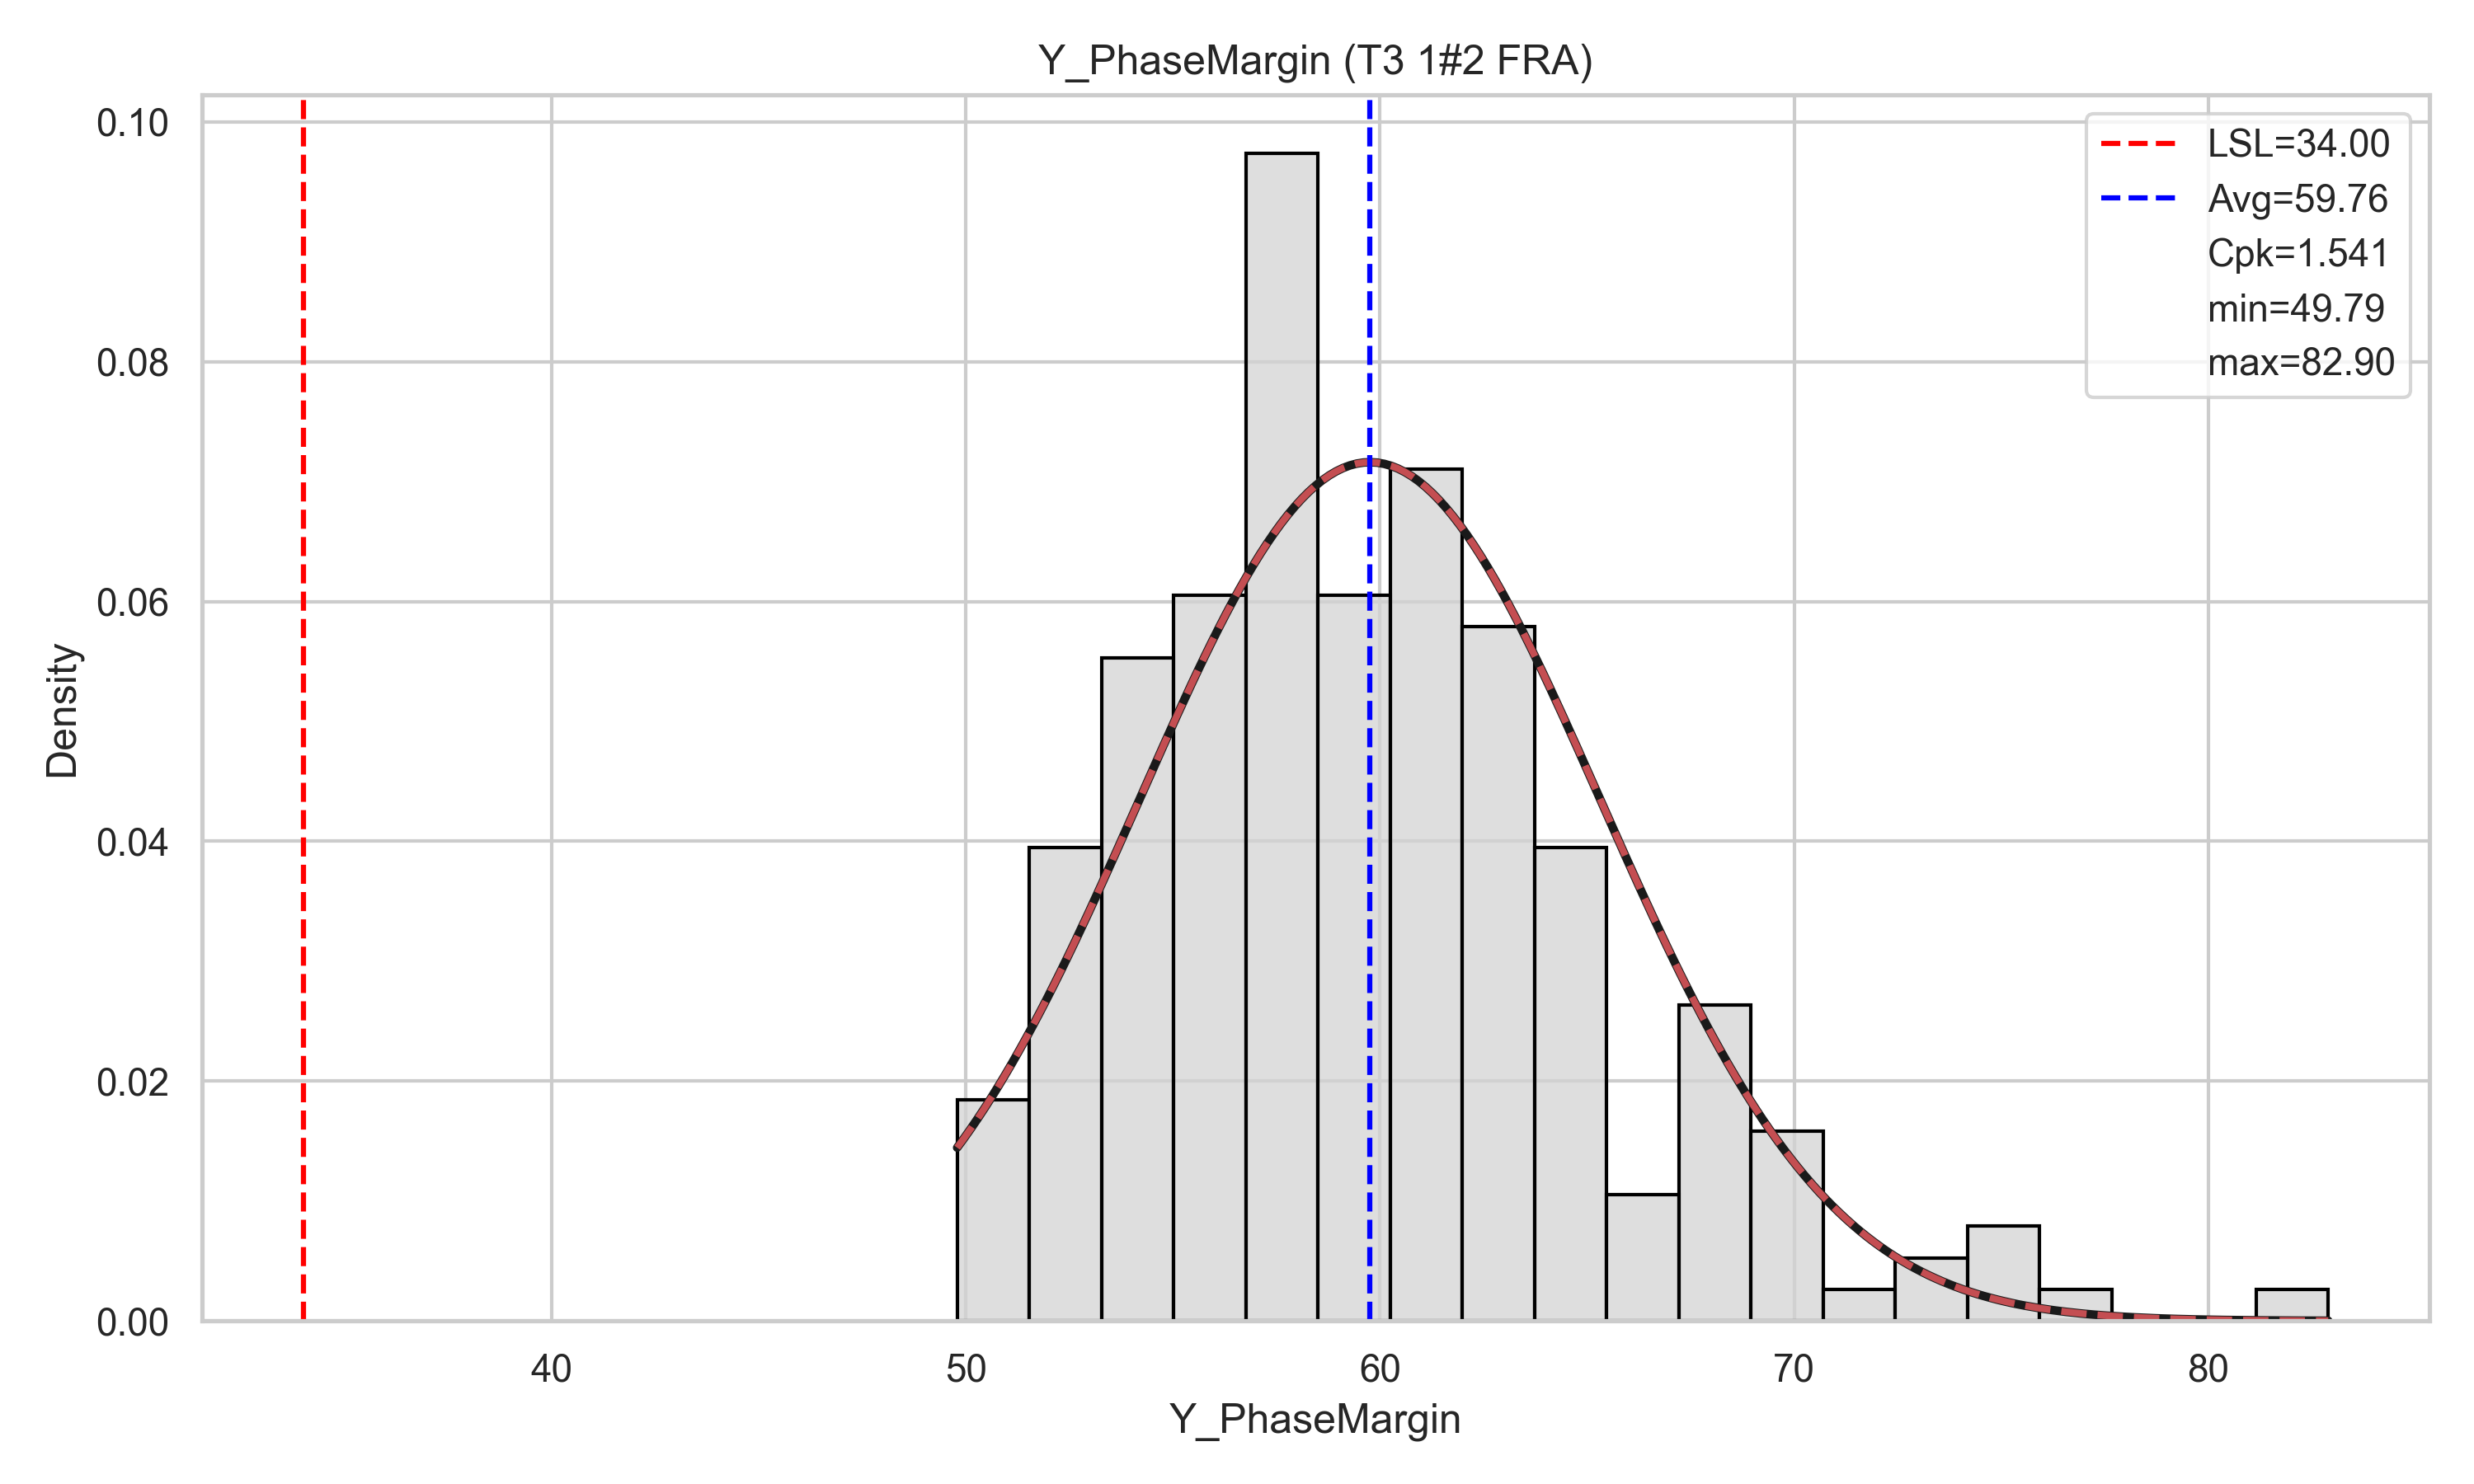 Y_PhaseMargin (T3 1#2 FRA)
LSL=34.00
Avg=59.76
Cpk=1.541
min=49.79
max=82.90
0.10
0.08
0.06
0.04
0.02
0.00
Density
40
50
60
70
80
Y_PhaseMargin